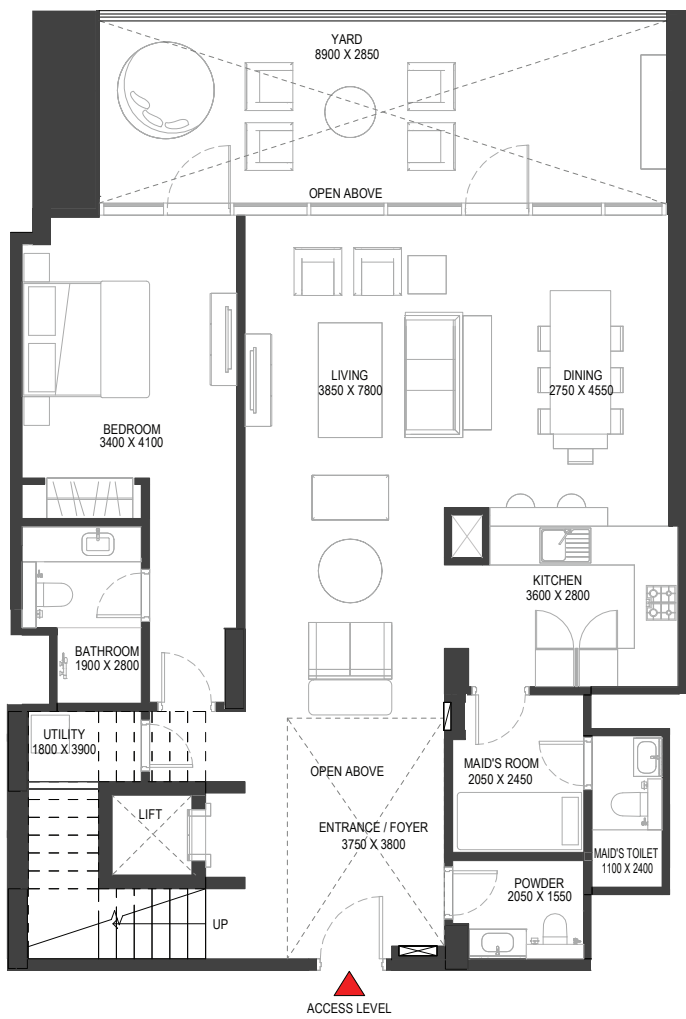 YARD
8900 X 2850
OPEN ABOVE
LIVING
3850 X 7800
DINING
2750 X 4550
BEDROOM
3400 X 4100
KITCHEN
3600 X 2800
BATHROOM
1900 X 2800
UTILITY
1800 X 3900
MAID'S ROOM
2050 X 2450
OPEN ABOVE
LIFT
ENTRANCE / FOYER
3750 X 3800
MAID'S TOILET
1100 X 2400
POWDER
2050 X 1550
UP
ACCESS LEVEL